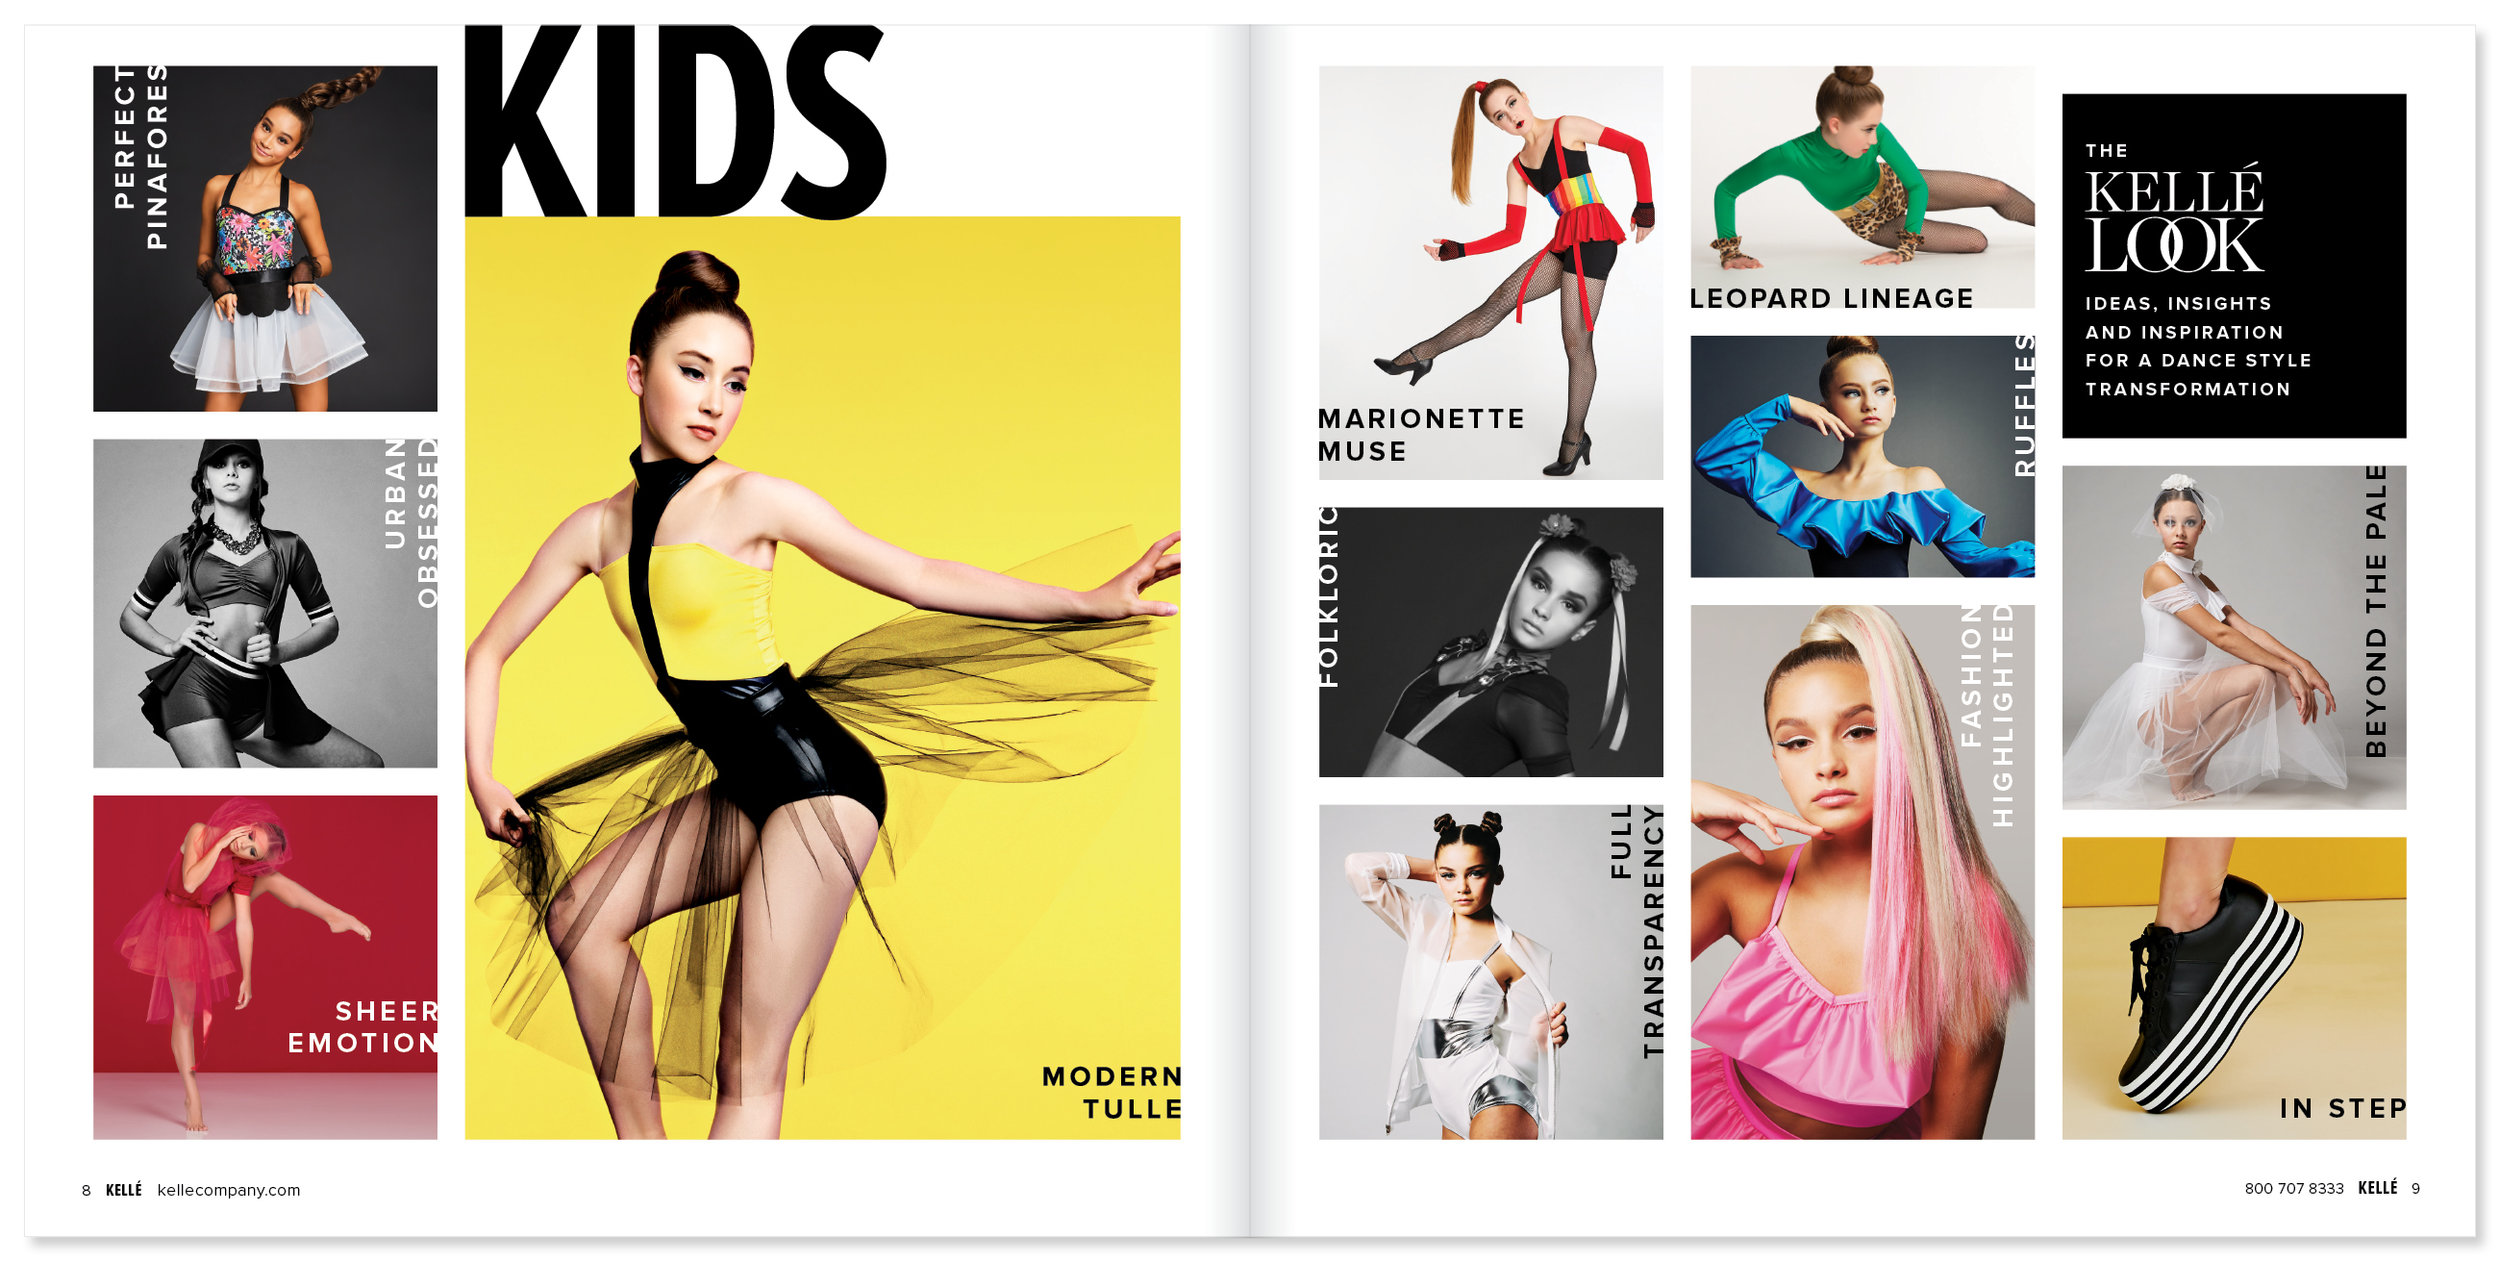 KIDS
PERFECT
PINAFORES
URBAN
OBSESSED
SHEER
EMOTION
MODERN
TULLE
8 KELLÉ kellecompany.com
MARIONETTE
MUSE
FOLKLORIC
FULL
TRANSPARENCY
LEOPARD LINEAGE
RUFFLES
FASHION
HIGHLIGHTED
THE
KELLÉ
LOOK
IDEAS, INSIGHTS
AND INSPIRATION
FOR A DANCE STYLE
TRANSFORMATION
BEYOND THE PALE
IN STEP
800 707 8333 KELLÉ 9